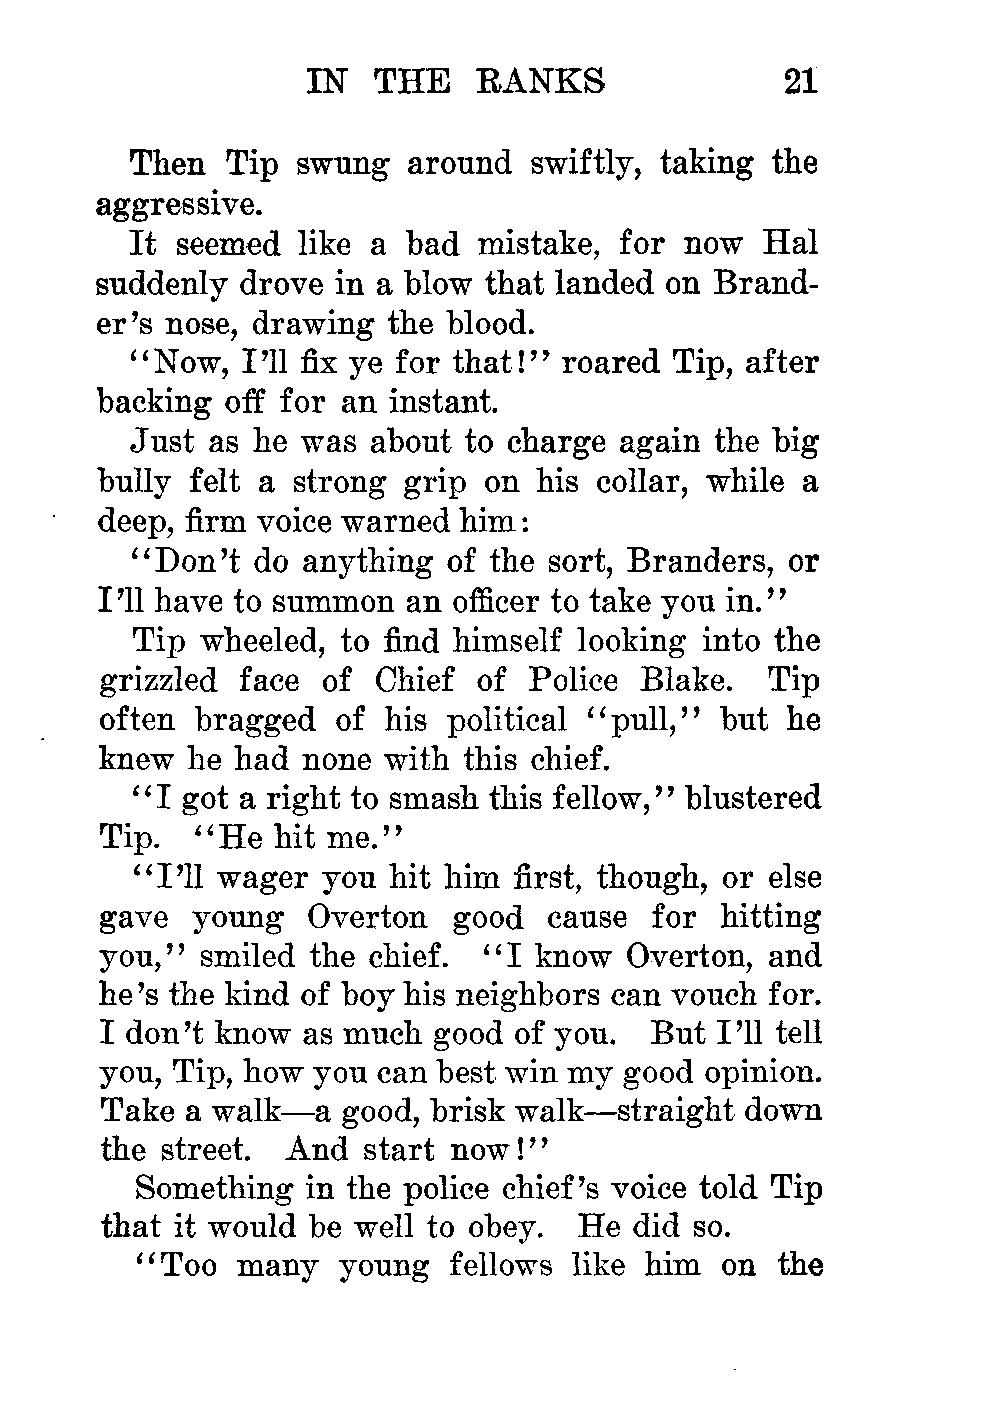 IN THE RANKS 21
Then Tip swung around swiftly, taking the
aggressive.
It seemed like a bad mistake, for now Hal
suddenly drove in a blow that landed on Brand-
er's nose, drawing the blood.
"Now, I'll fix ye for that!" roared Tip, after
backing off for an instant.
Just as he was about to charge again the big
bully felt a strong grip on his collar, while a
deep, firm voice warned him:
"Don't do anything of the sort, Branders, or
I'll have to summon an officer to take you in."
Tip wheeled, to find himself looking into the
grizzled face of Chief of Police Blake. Tip
often bragged of his political "pull," but he
knew he had none with this chief.
"I got a right to smash this fellow," blustered
Tip. "He hit me."
"I'll wager you hit him first, though, or else
gave young Overton good cause for hitting
you," smiled the chief. "I know Overton, and
he's the kind of boy his neighbors can vouch for.
I don't know as much good of you. But I'll tell
you, Tip, how you can best win my good opinion.
Take a walk—a good, brisk walk—straight down
the street. And start now!"
Something in the police chief's voice told Tip
that it would be well to obey. He did so.
"Too many young fellows like him on the